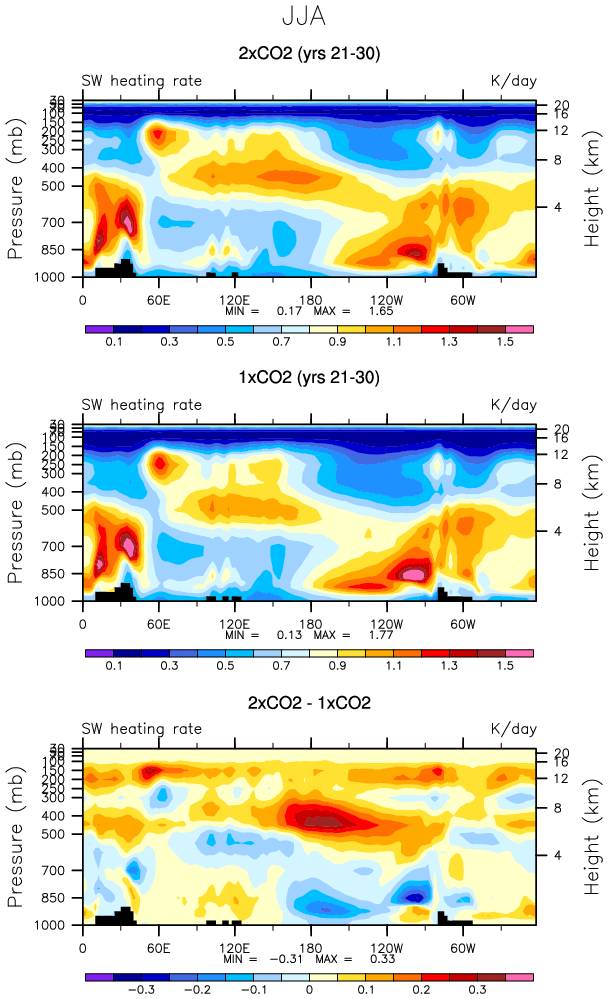 JJA
2xCO2 (yrs 21-30)
SW heating rate K/day
Pressure (mb)
30
50
70
100
150
200
250
300
400
500
700
850
1000
20
16
12
8
4
Height (km)
0 60E 120E 180 120W 60W
MIN = 0.17 MAX = 1.65
0.1 0.3 0.5 0.7 0.9 1.1 1.3 1.5
1xCO2 (yrs 21-30)
SW heating rate K/day
Pressure (mb)
30
50
70
100
150
200
250
300
400
500
700
850
1000
20
16
12
8
4
Height (km)
0 60E 120E 180 120W 60W
MIN = 0.13 MAX = 1.77
0.1 0.3 0.5 0.7 0.9 1.1 1.3 1.5
2xCO2 - 1xCO2
SW heating rate K/day
Pressure (mb)
30
50
70
100
150
200
250
300
400
500
700
850
1000
20
16
12
8
4
Height (km)
0 60E 120E 180 120W 60W
MIN = −0.31 MAX = 0.33
−0.3 −0.2 −0.1 0 0.1 0.2 0.3